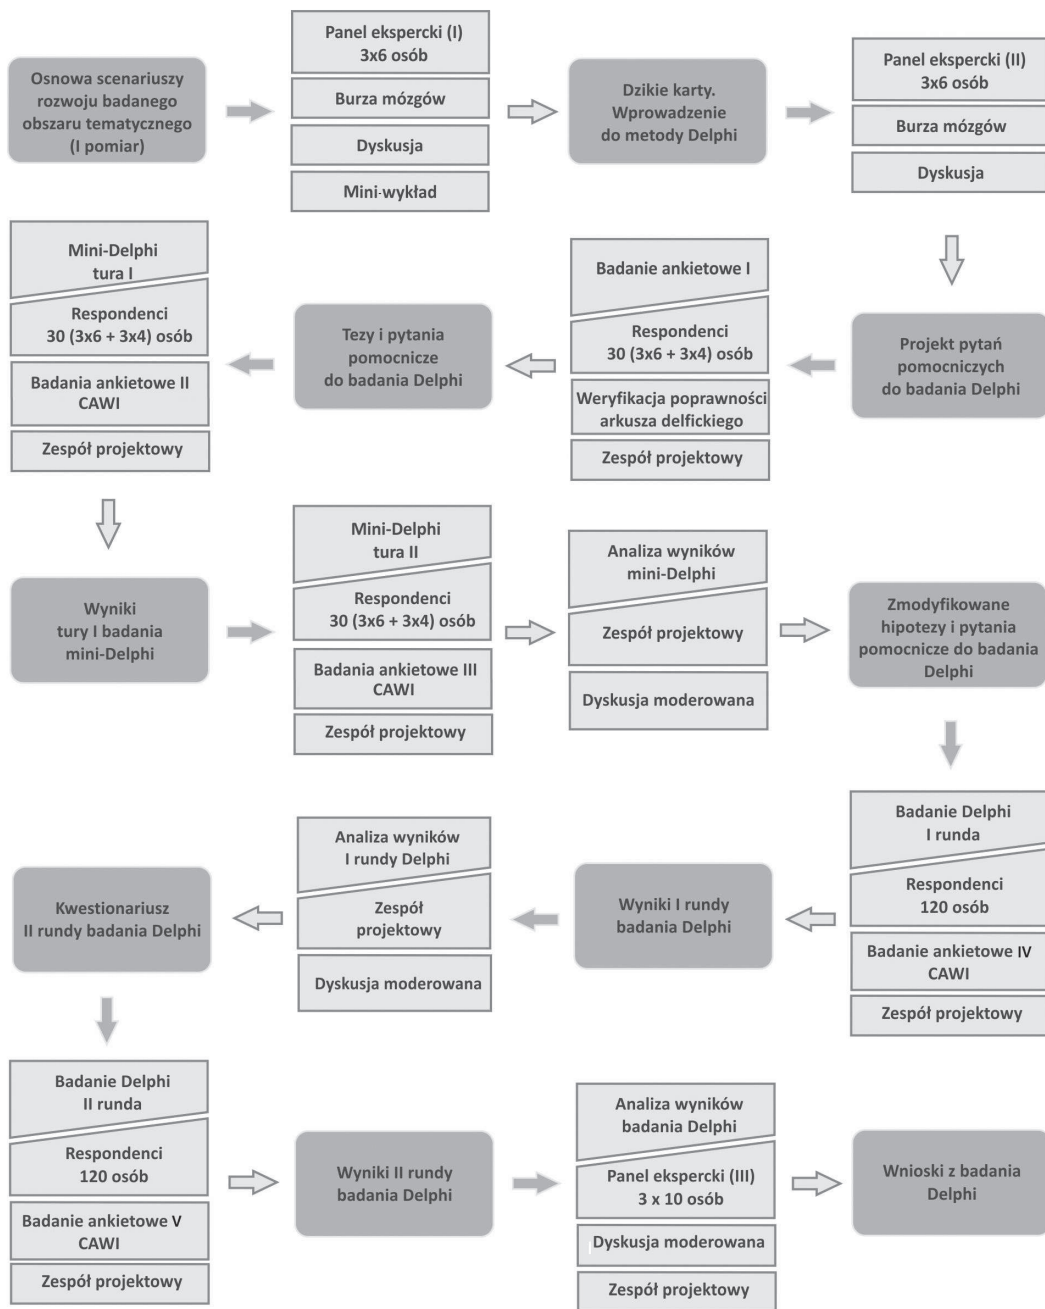 Osnowa scenariuszy
rozwoju badanego
obszaru tematycznego
(I pomiar)
Panel ekspercki (I)
3x6 osób
Burza mózgów
Dyskusja
Mini-wykład
Dzikie karty.
Wprowadzenie
do metody Delphi
Panel ekspercki (II)
3x6 osób
Burza mózgów
Dyskusja
Projekt pytań
pomocniczych
do badania Delphi
Badanie ankietowe I
Respondenci
30 (3x6 + 3x4) osób
Weryfikacja poprawności
arkusza delfickiego
Zespół projektowy
Tezy i pytania
pomocnicze
do badania Delphi
Mini-Delphi
tura I
Respondenci
30 (3x6 + 3x4) osób
Badania ankietowe II
CAWI
Zespół projektowy
Wyniki
tury I badania
mini-Delphi
Mini-Delphi
tura II
Respondenci
30 (3x6 + 3x4) osób
Badania ankietowe III
CAWI
Zespół projektowy
Analiza wyników
mini-Delphi
Zespół projektowy
Dyskusja moderowana
Zmodyfikowane
hipotezy i pytania
pomocnicze do badania
Delphi
Badanie Delphi
I runda
Respondenci
120 osób
Badanie ankietowe IV
CAWI
Zespół projektowy
Wyniki I rundy
badania Delphi
Analiza wyników
I rundy Delphi
Zespół
projektowy
Dyskusja moderowana
Kwestionariusz
II rundy badania Delphi
Badanie Delphi
II runda
Respondenci
120 osób
Badanie ankietowe V
CAWI
Zespół projektowy
Wyniki II rundy
badania Delphi
Analiza wyników
badania Delphi
Panel ekspercki (III)
3 x 10 osób
Dyskusja moderowana
Zespół projektowy
Wnioski z badania
Delphi